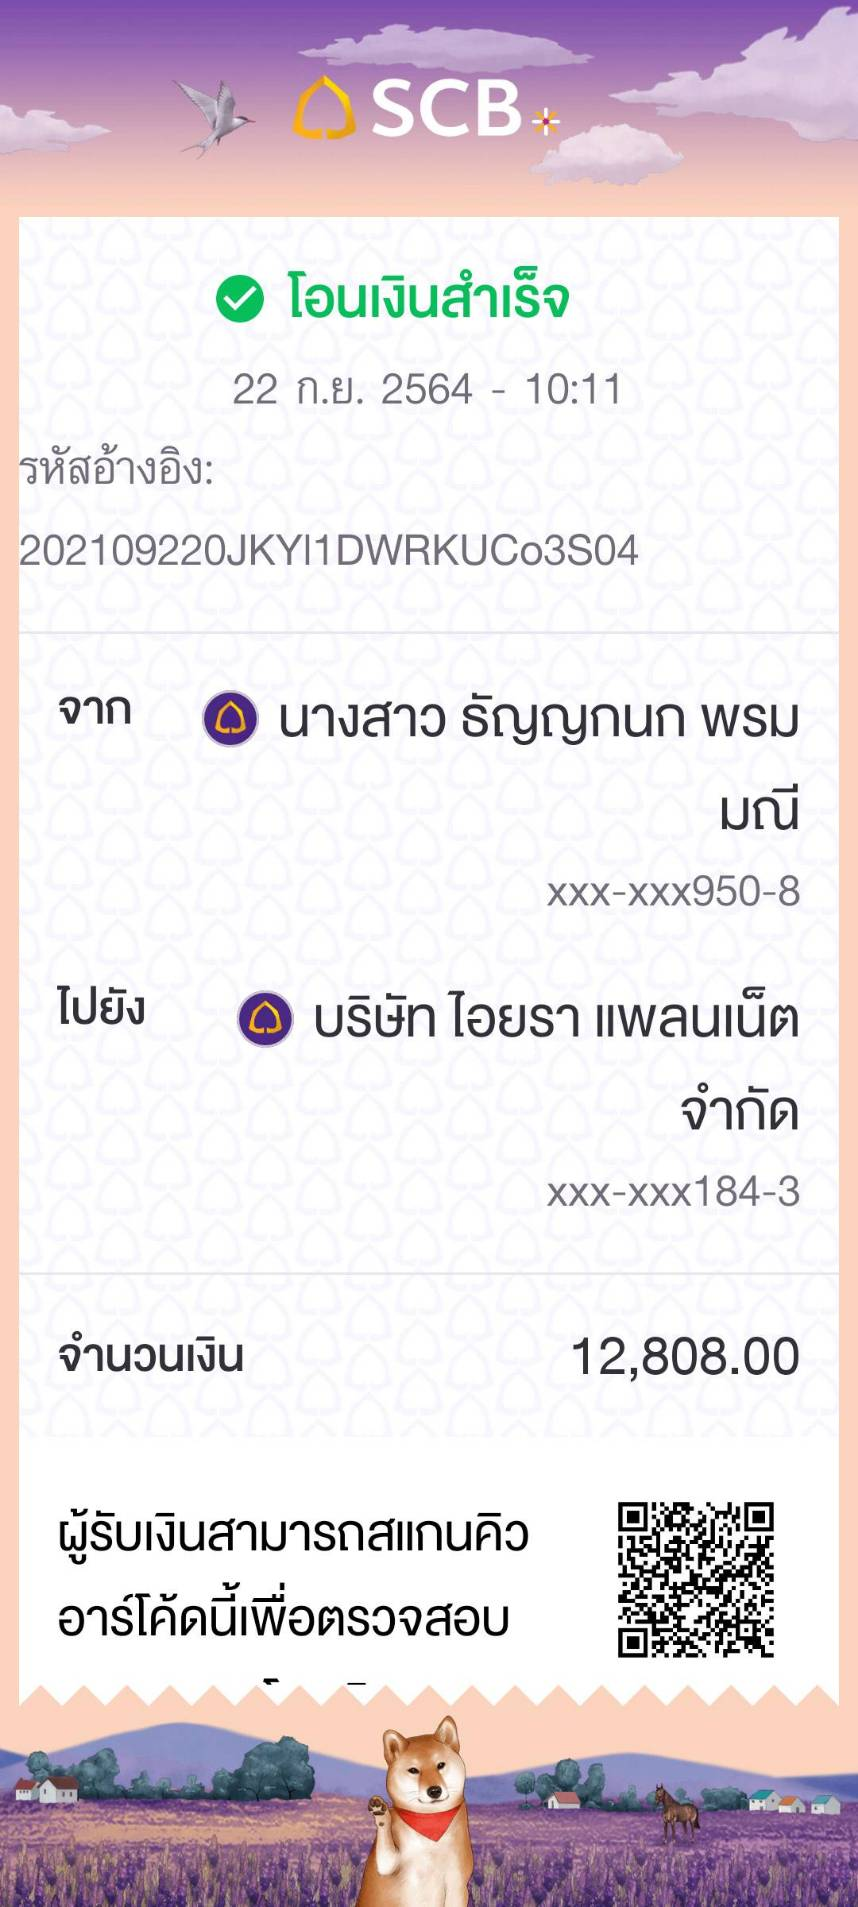 SCB
โอนเงินสำเร็จ
22 ก.ย. 2564 - 10:11
รหัสอ้างอิง:
202109220JKYI1DWRKUCo3S04
จาก นางสาว ธัญญกนก พรม
มณี
xxx-xxx950-8
ไปยัง บริษัท ไอยรา แพลนเน็ต
จำกัด
xxx-xxx184-3
จำนวนเงิน 12,808.00
ผู้รับเงินสามารถสแกนคิว
อาร์โค้ดนี้เพื่อตรวจสอบ